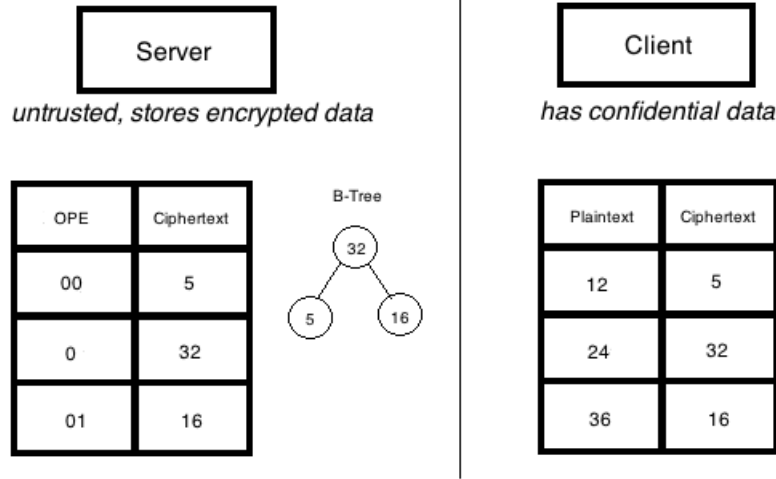 Server
untrusted, stores encrypted data
OPE Ciphertext
00 5
0 32
01 16
B-Tree
32
5 16
Client
has confidential data
Plaintext Ciphertext
12 5
24 32
36 16